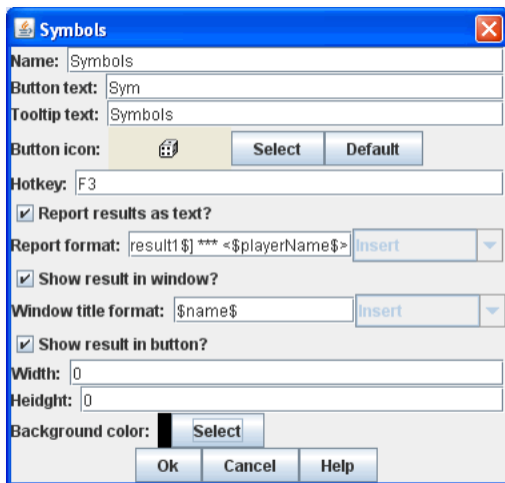 Symbols
Name: Symbols
Button text: Sym
Tooltip text: Symbols
Button icon: Select Default
Hotkey: F3
Report results as text?
Report format: result1$] *** <$playerName$> Insert
Show result in window?
Window title format: $name$ Insert
Show result in button?
Width: 0
Heidght: 0
Background color: Select
Ok Cancel Help